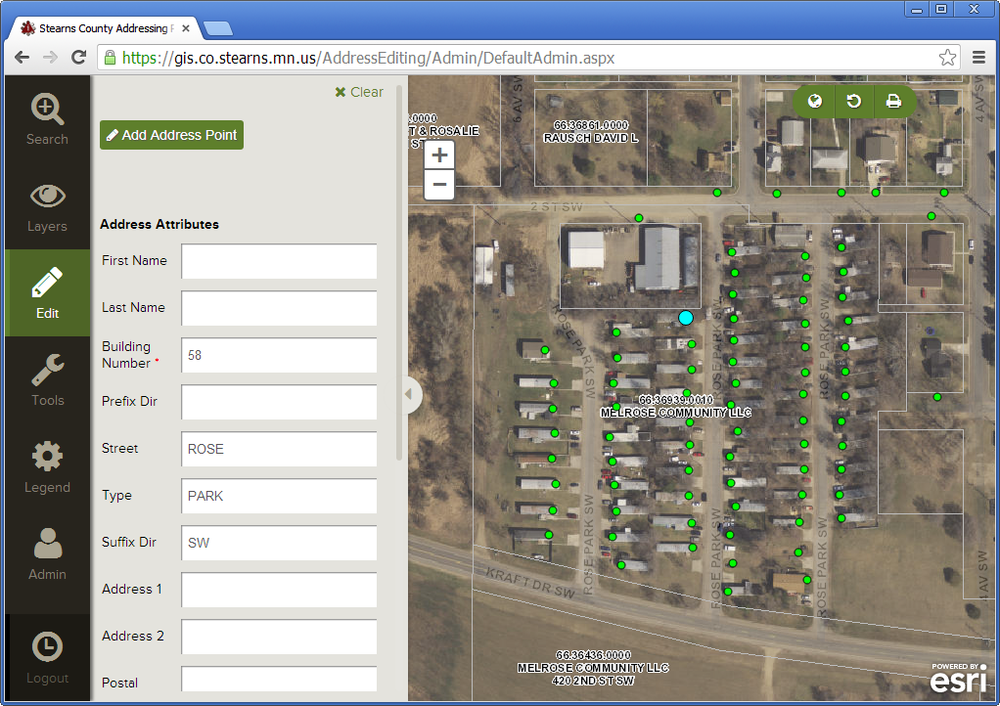 Stearns County Addressing
https://gis.co.stearns.mn.us/AddressEditing/Admin/DefaultAdmin.aspx
Search
Layers
Edit
Tools
Legend
Admin
Logout
Clear
Add Address Point
Address Attributes
First Name
Last Name
Building Number * 58
Prefix Dir
Street ROSE
Type PARK
Suffix Dir SW
Address 1
Address 2
Postal
.0000
T & ROSALIE
ST
6 AV SW
66.36861.0000
RAUSCH DAVID L
4 AV SW
+
−
2 ST SW
ROSE PARK SW
ROSE PARK SW
ROSE PARK SW
66.36939.0010
MELROSE COMMUNITY LLC
ROSE PARK SW
ROSE PARK SW
ROSE PARK SW
4 AV SW
KRAFT DR SW
66.36436.0000
MELROSE COMMUNITY LLC
420 2ND ST SW
POWERED BY
esri